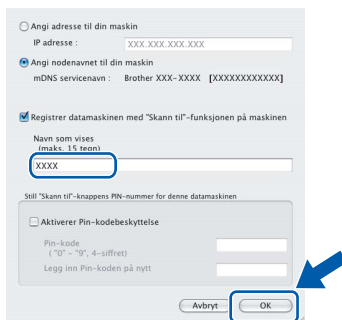 Angi adresse til din maskin
IP adresse : XXX.XXX.XXX.XXX
Angi nodenavnet til din maskin
mDNS servicenavn : Brother XXX-XXXX [XXXXXXXXXXXX]
Registrer datamaskinen med "Skann til"-funksjonen på maskinen
Navn som vises
(maks. 15 tegn)
XXXX
Still "Skann til"-knappens PIN-nummer for denne datamaskinen
Aktiverer Pin-kodebeskyttelse
Pin-kode
( "0" - "9", 4-siffret)
Legg inn Pin-koden på nytt
Avbryt OK